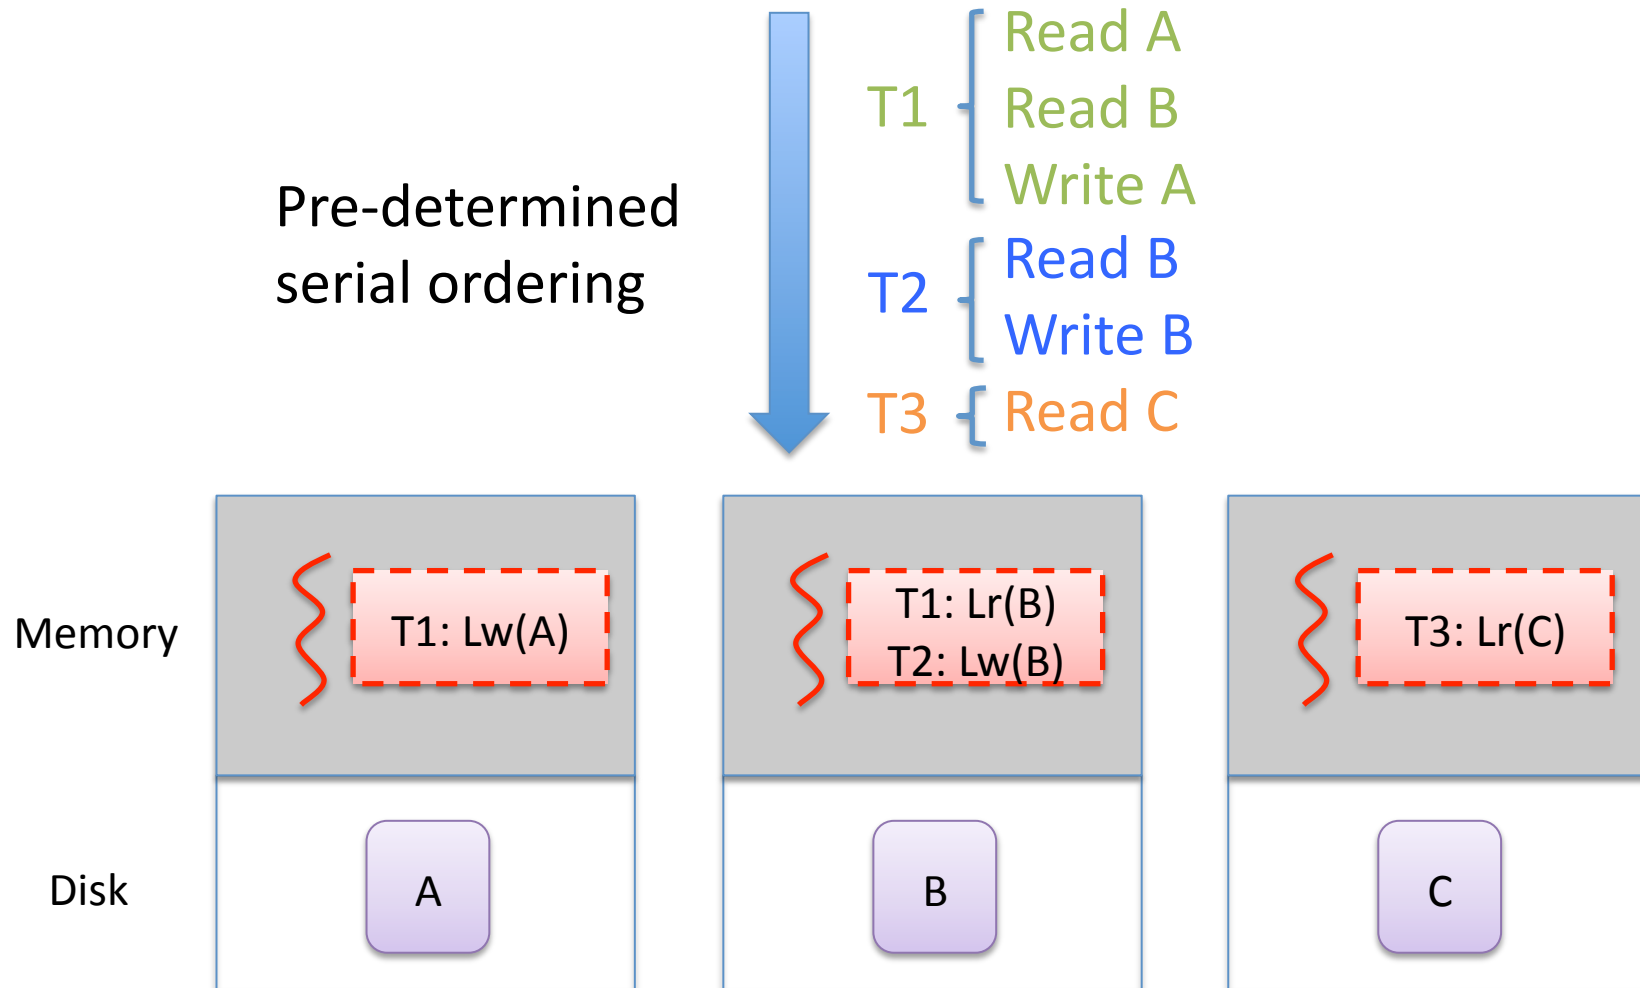 Read A
T1
Read B
Write A
Pre-determined
serial ordering
Read B
T2
Write B
T3
Read C
Memory
T1: Lw(A)
T1: Lr(B)
T2: Lw(B)
T3: Lr(C)
Disk
A
B
C